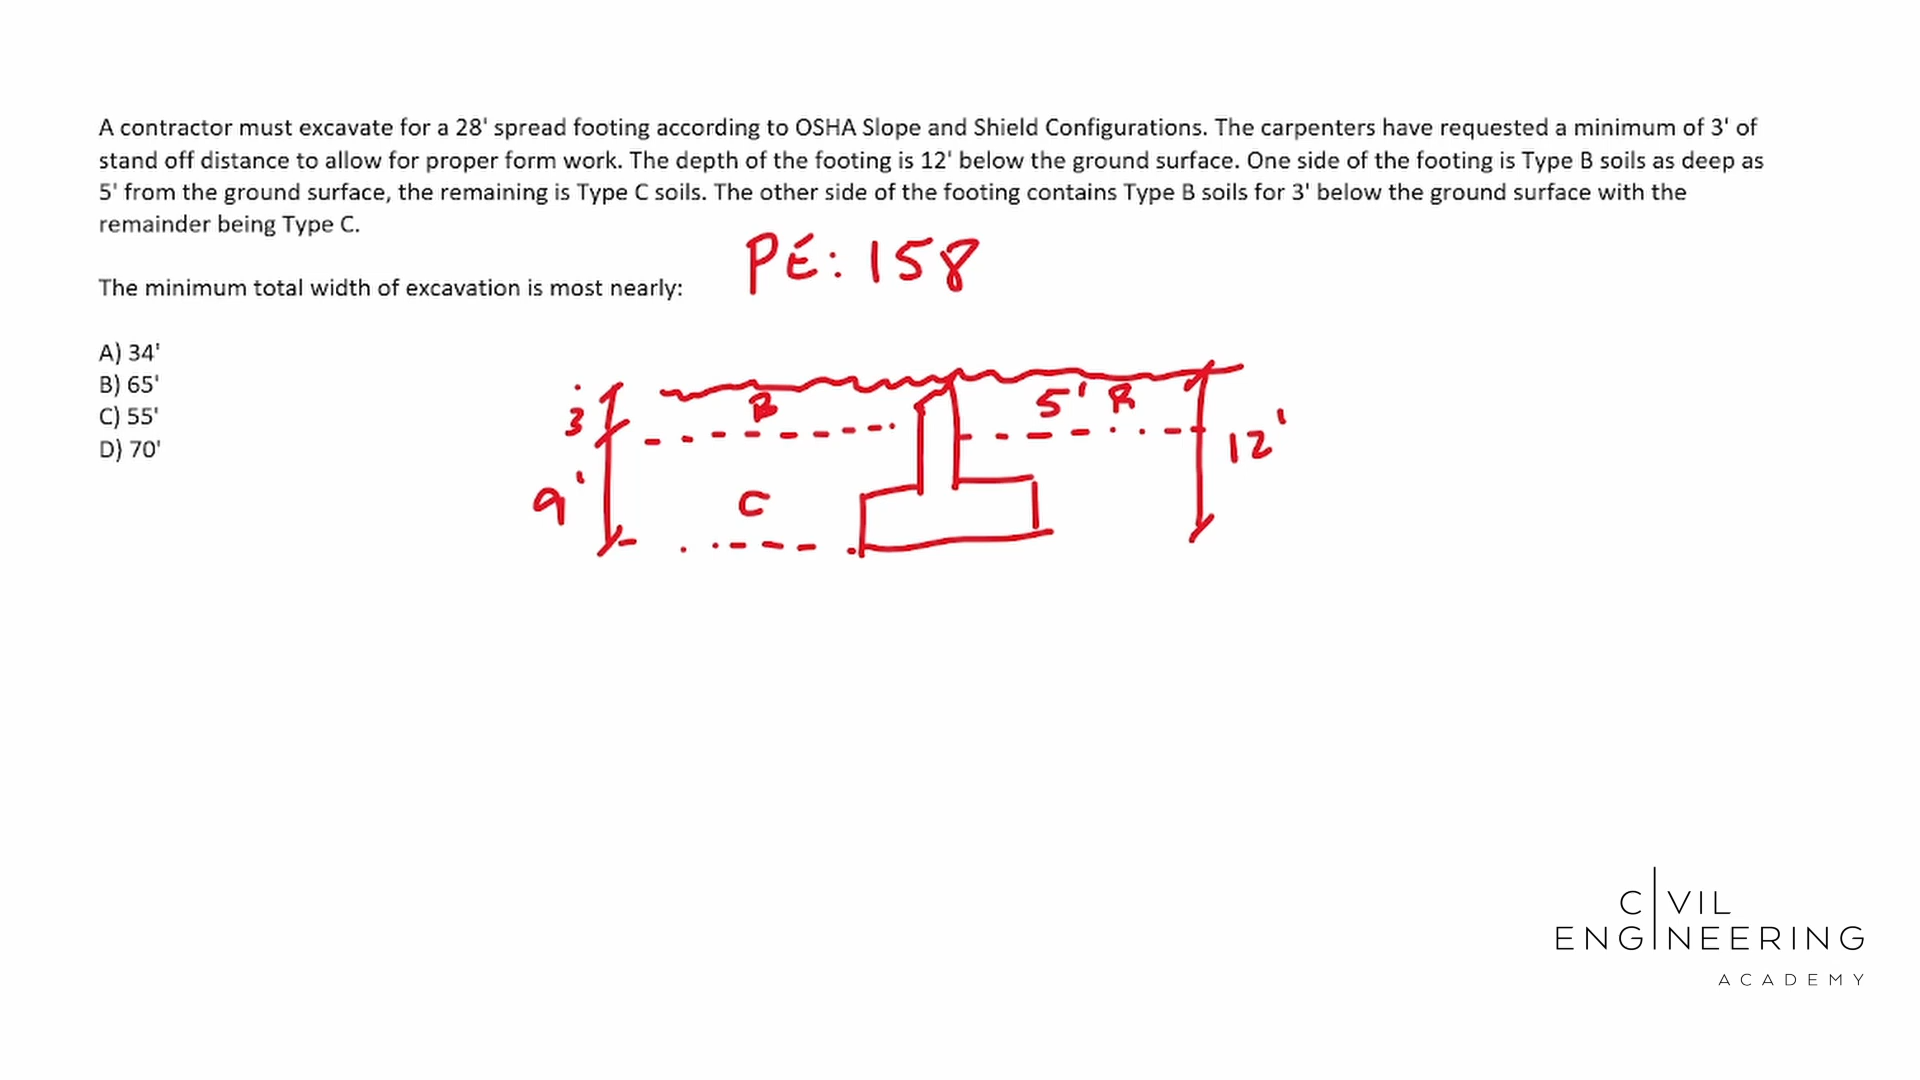 A contractor must excavate for a 28' spread footing according to OSHA Slope and Shield Configurations. The carpenters have requested a minimum of 3' of
stand off distance to allow for proper form work. The depth of the footing is 12' below the ground surface. One side of the footing is Type B soils as deep as
5' from the ground surface, the remaining is Type C soils. The other side of the footing contains Type B soils for 3' below the ground surface with the
remainder being Type C.
PE: 158
The minimum total width of excavation is most nearly:
A) 34'
B) 65'
C) 55'
D) 70'
3'
B
5' B
12'
9'
C
CIVIL
ENGINEERING
ACADEMY